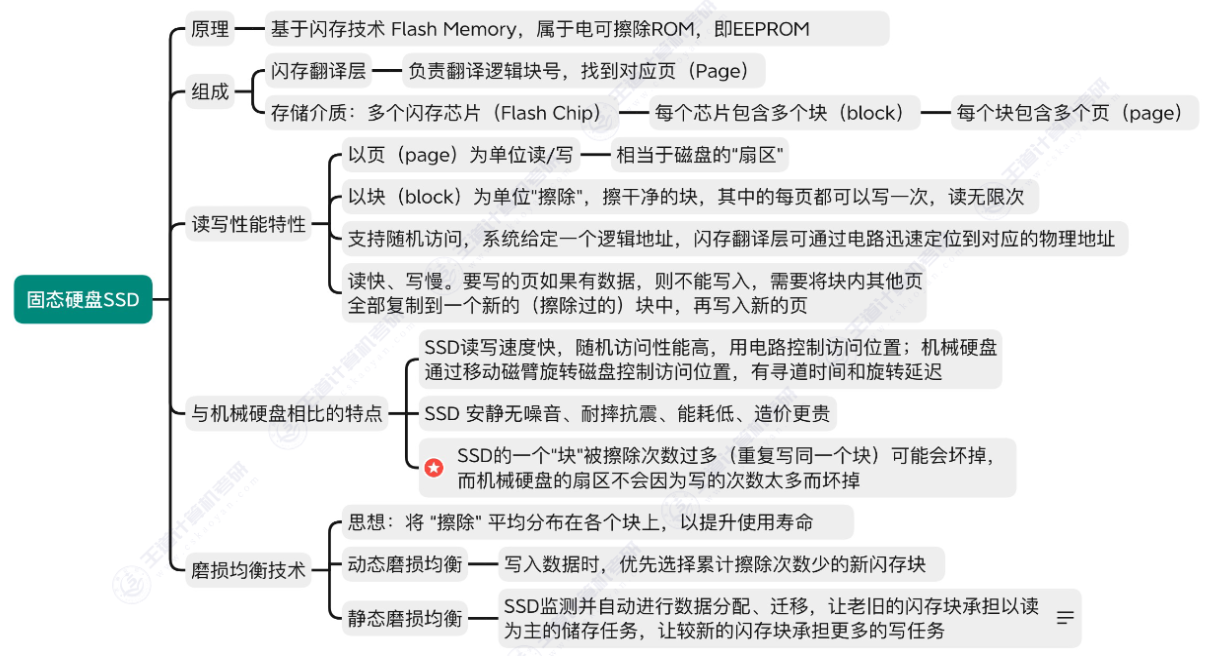 固态硬盘SSD
原理
基于闪存技术 Flash Memory，属于电可擦除ROM，即EEPROM
组成
闪存翻译层
负责翻译逻辑块号，找到对应页（Page）
存储介质：多个闪存芯片（Flash Chip）
每个芯片包含多个块（block）
每个块包含多个页（page）
读写性能特性
以页（page）为单位读/写
相当于磁盘的“扇区”
以块（block）为单位"擦除"，擦干净的块，其中的每页都可以写一次，读无限次
支持随机访问，系统给定一个逻辑地址，闪存翻译层可通过电路迅速定位到对应的物理地址
读快、写慢。要写的页如果有数据，则不能写入，需要将块内其他页
全部复制到一个新的（擦除过的）块中，再写入新的页
与机械硬盘相比的特点
SSD读写速度快，随机访问性能高，用电路控制访问位置；机械硬盘
通过移动磁臂旋转磁盘控制访问位置，有寻道时间和旋转延迟
SSD 安静无噪音、耐摔抗震、能耗低、造价更贵
SSD的一个“块"被擦除次数过多（重复写同一个块）可能会坏掉，
而机械硬盘的扇区不会因为写的次数太多而坏掉
磨损均衡技术
思想：将 "擦除" 平均分布在各个块上，以提升使用寿命
动态磨损均衡
写入数据时，优先选择累计擦除次数少的新闪存块
静态磨损均衡
SSD监测并自动进行数据分配、迁移，让老旧的闪存块承担以读
为主的储存任务，让较新的闪存块承担更多的写任务
王道计算机考研